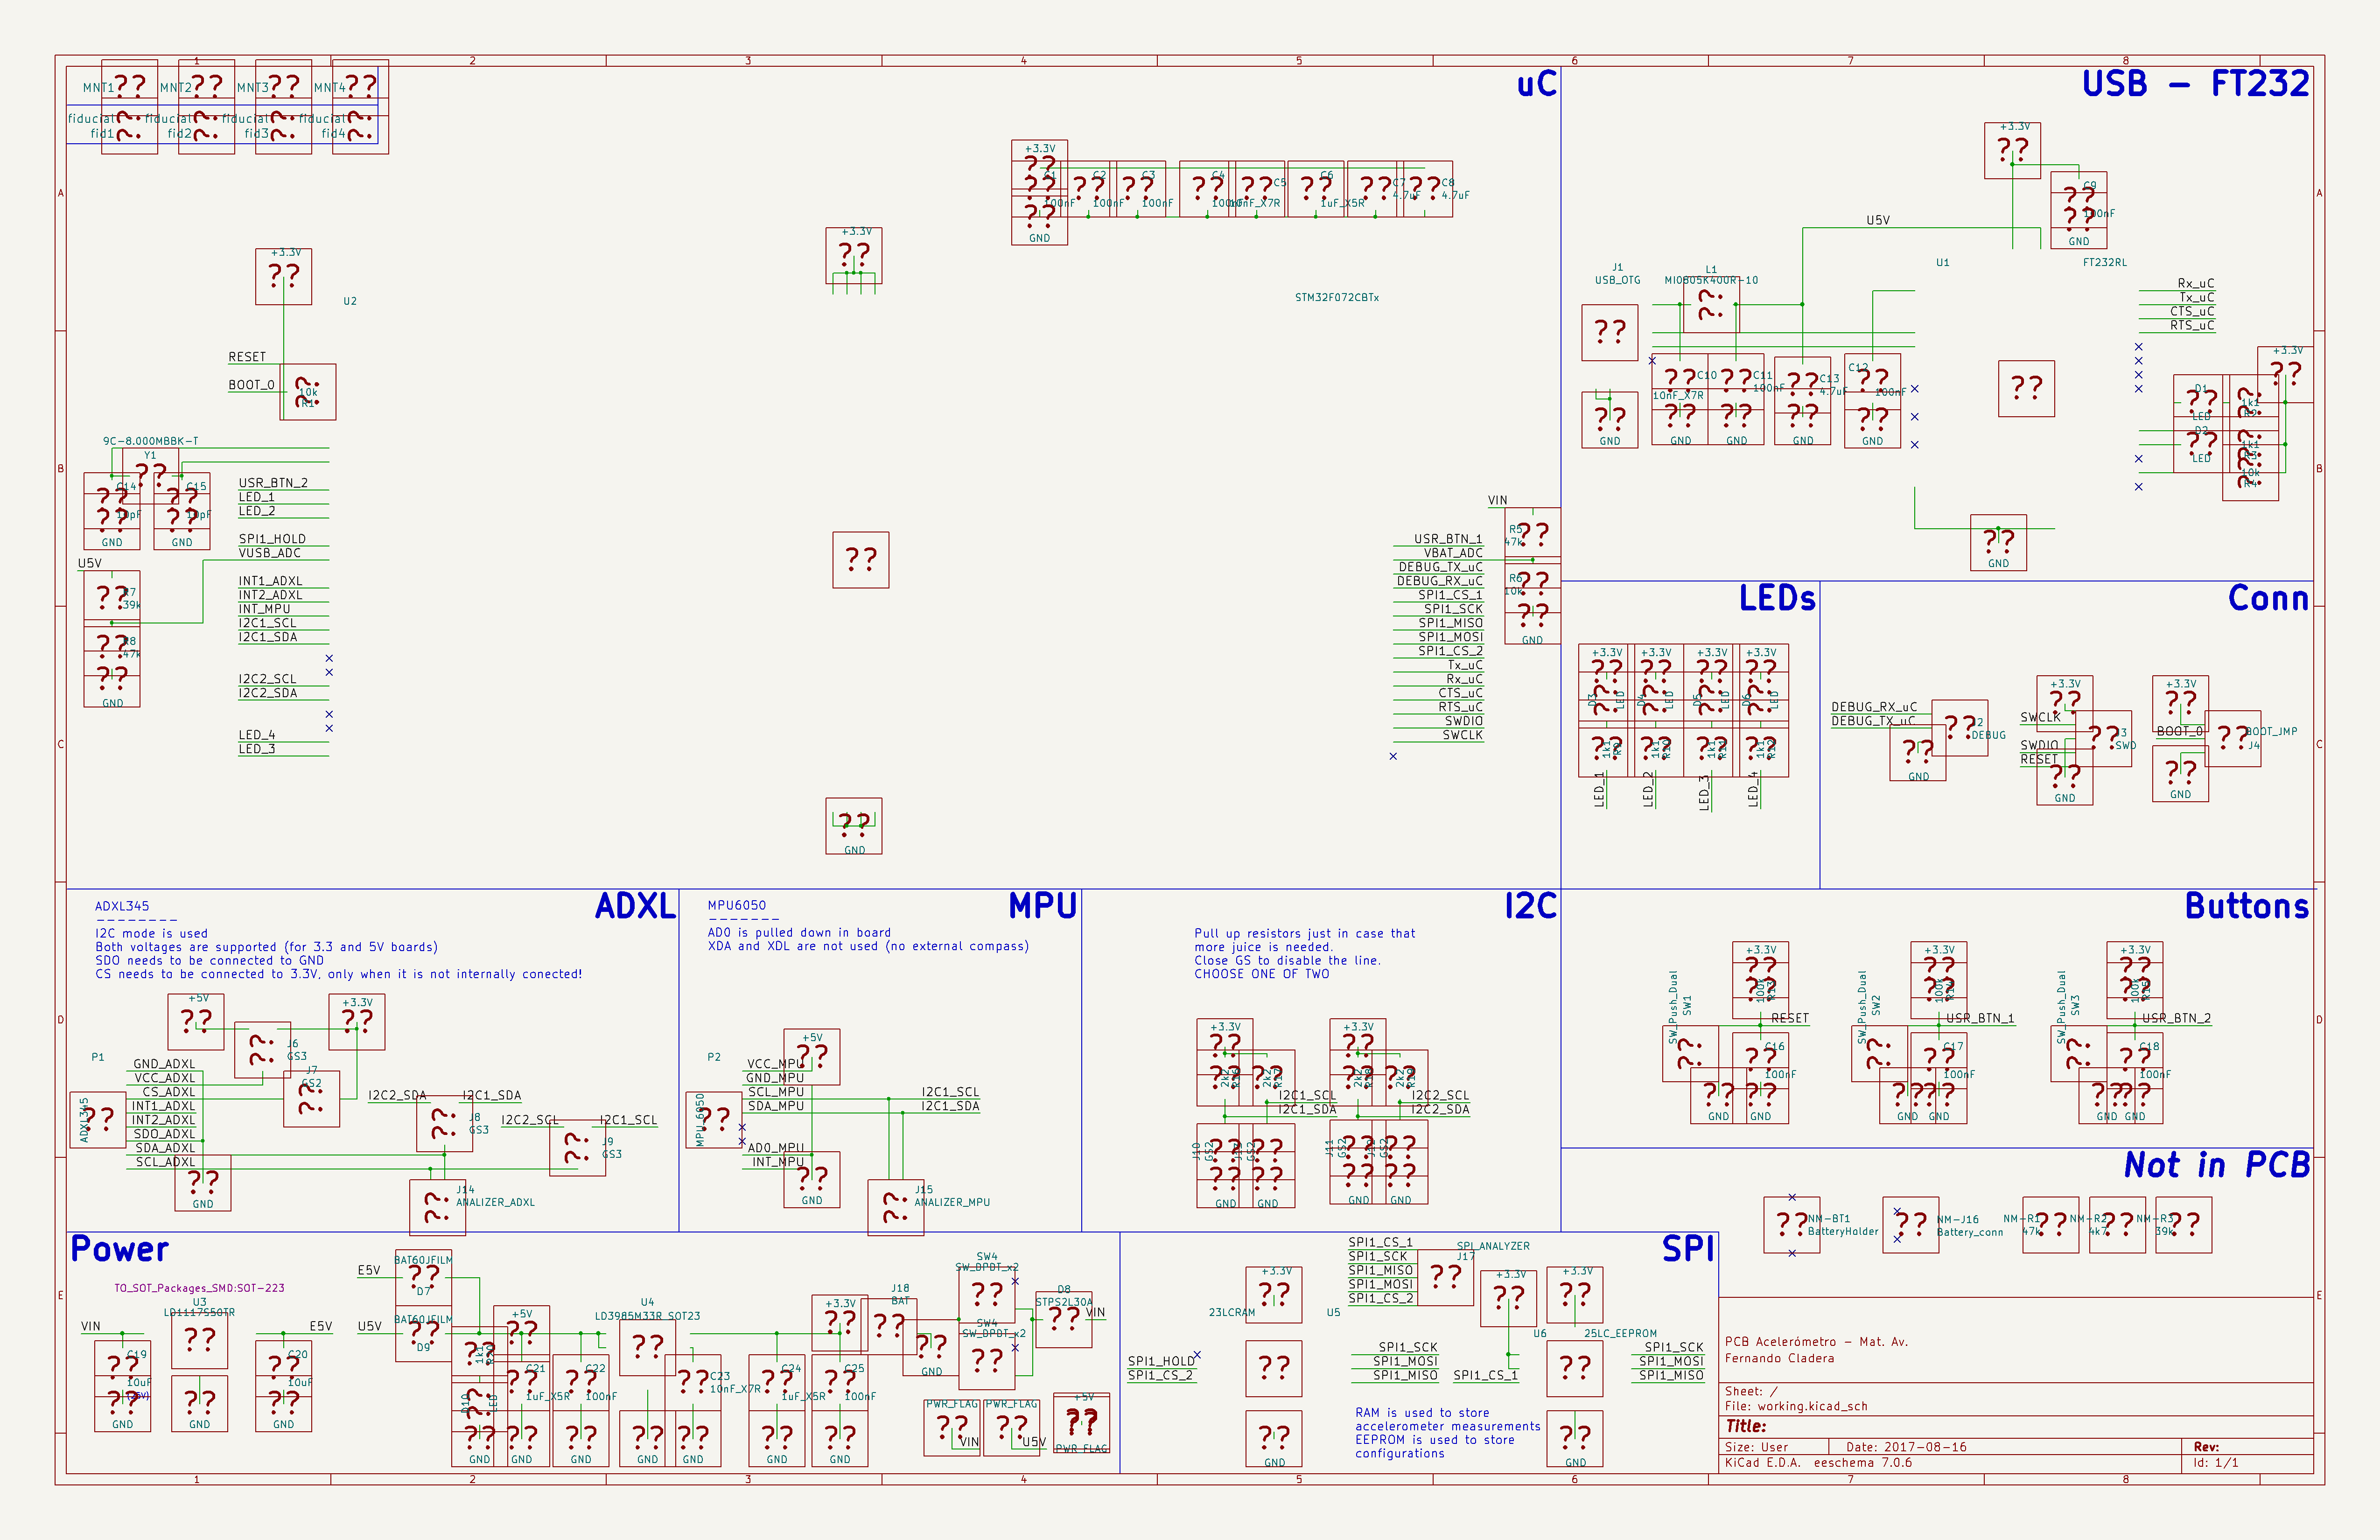 uC
USB - FT232
MNT1
MNT2
MNT3
MNT4
fiducial
fid1
fiducial
fid2
fiducial
fid3
fiducial
fid4
+3.3V
C1
100nF
GND
C2
100nF
C3
100nF
C4
C5
C6
1uF_X5R
C7
4.7uF
C8
4.7uF
+3.3V
+3.3V
U2
STM32F072CBTx
RESET
BOOT_0
10k
R1
9C-8.000MBBK-T
Y1
C14
10pF
GND
C15
10pF
GND
USR_BTN_2
LED_1
LED_2
SPI1_HOLD
VUSB_ADC
U5V
R7
39k
R8
47k
GND
INT1_ADXL
INT2_ADXL
INT_MPU
I2C1_SCL
I2C1_SDA
I2C2_SCL
I2C2_SDA
LED_4
LED_3
GND
VIN
R5
47k
R6
10k
GND
USR_BTN_1
VBAT_ADC
DEBUG_TX_uC
DEBUG_RX_uC
SPI1_CS_1
SPI1_SCK
SPI1_MISO
SPI1_MOSI
SPI1_CS_2
Tx_uC
Rx_uC
CTS_uC
RTS_uC
SWDIO
SWCLK
+3.3V
C9
100nF
GND
U5V
U1
FT232RL
J1
USB_OTG
L1
MI0805K400R-10
Rx_uC
Tx_uC
CTS_uC
RTS_uC
C10
10nF_X7R
C11
100nF
C13
4.7uF
C12
100nF
GND
GND
GND
GND
GND
+3.3V
D1
LED
1k1
R2
D2
LED
1k1
R3
10k
R4
GND
LEDs
+3.3V
+3.3V
+3.3V
+3.3V
D3
LED
D4
LED
D5
LED
D6
LED
1k1
R9
1k1
R10
1k1
R11
1k1
R12
LED_1
LED_2
LED_3
LED_4
Conn
DEBUG_RX_uC
DEBUG_TX_uC
J2
DEBUG
GND
+3.3V
SWCLK
SWDIO
RESET
J3
SWD
GND
+3.3V
BOOT_0
BOOT_JMP
J4
GND
ADXL
ADXL345
--------
I2C mode is used
Both voltages are supported (for 3.3 and 5V boards)
SDO needs to be connected to GND
CS needs to be connected to 3.3V, only when it is not internally conected!
+5V
+3.3V
J6
GS3
J7
GS2
P1
ADXL345
GND_ADXL
VCC_ADXL
CS_ADXL
INT1_ADXL
INT2_ADXL
SDO_ADXL
SDA_ADXL
SCL_ADXL
GND
I2C2_SDA
I2C1_SDA
J8
GS3
I2C2_SCL
I2C1_SCL
J9
GS3
J14
ANALIZER_ADXL
MPU
MPU6050
-------
AD0 is pulled down in board
XDA and XDL are not used (no external compass)
+5V
P2
MPU_6050
VCC_MPU
GND_MPU
SCL_MPU
SDA_MPU
AD0_MPU
INT_MPU
I2C1_SCL
I2C1_SDA
GND
J15
ANALIZER_MPU
I2C
Pull up resistors just in case that
more juice is needed.
Close GS to disable the line.
CHOOSE ONE OF TWO
+3.3V
+3.3V
2k2
2k2
2k2
2k2
I2C1_SCL
I2C1_SDA
I2C2_SCL
I2C2_SDA
J10
GS2
GS2
J11
GS2
GS2
GND
GND
GND
GND
Buttons
+3.3V
+3.3V
+3.3V
SW_Push_Dual
SW1
100k
R13
RESET
C16
100nF
GND
GND
SW_Push_Dual
SW2
100k
USR_BTN_1
C17
100nF
GND
GND
SW_Push_Dual
SW3
100k
USR_BTN_2
C18
100nF
GND
GND
Not in PCB
NM-BT1
BatteryHolder
NM-J16
Battery_conn
NM-R1
47k
NM-R2
4k7
NM-R3
39k
Power
TO_SOT_Packages_SMD:SOT-223
U3
LD1117S50TR
VIN
E5V
C19
10uF
(25V)
GND
GND
C20
10uF
GND
E5V
BAT60JFILM
D7
U5V
BAT60JFILM
D9
+5V
1k1
R20
D10
LED
GND
C21
1uF_X5R
GND
C22
100nF
GND
U4
LD3985M33R_SOT23
C23
10nF_X7R
GND
GND
C24
1uF_X5R
GND
+3.3V
C25
100nF
GND
J18
BAT
GND
SW4
SW_DPDT_x2
SW4
SW_DPDT_x2
D8
STPS2L30A
VIN
PWR_FLAG
VIN
PWR_FLAG
U5V
+5V
PWR_FLAG
SPI
SPI1_CS_1
SPI1_SCK
SPI1_MISO
SPI1_MOSI
SPI1_CS_2
SPI_ANALYZER
J17
+3.3V
+3.3V
+3.3V
23LCRAM
U5
U6
25LC_EEPROM
SPI1_HOLD
SPI1_CS_2
SPI1_SCK
SPI1_MOSI
SPI1_MISO
SPI1_CS_1
SPI1_SCK
SPI1_MOSI
SPI1_MISO
GND
GND
RAM is used to store
accelerometer measurements
EEPROM is used to store
configurations
PCB Acelerómetro - Mat. Av.
Fernando Cladera
Sheet: /
File: working.kicad_sch
Title:
Size: User
Date: 2017-08-16
Rev:
KiCad E.D.A.  eeschema 7.0.6
Id: 1/1